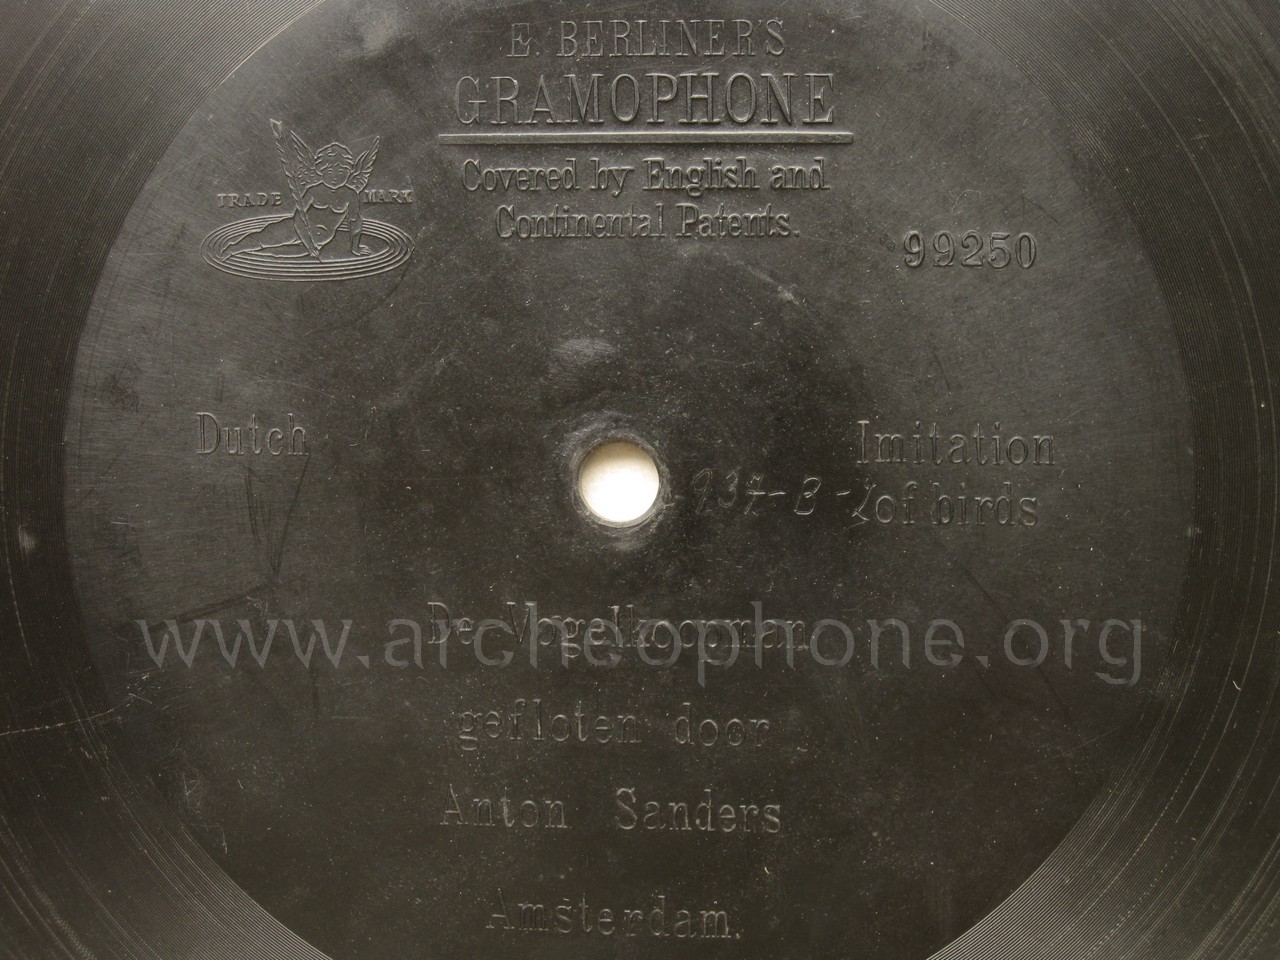 E. BERLINER'S
GRAMOPHONE
Covered by English and
Continental Patents.
TRADE MARK
99250
Dutch
Imitation
of birds
De Vogelkoopman
www.archeophone.org
gefloten door
Anton Sanders
Amsterdam.